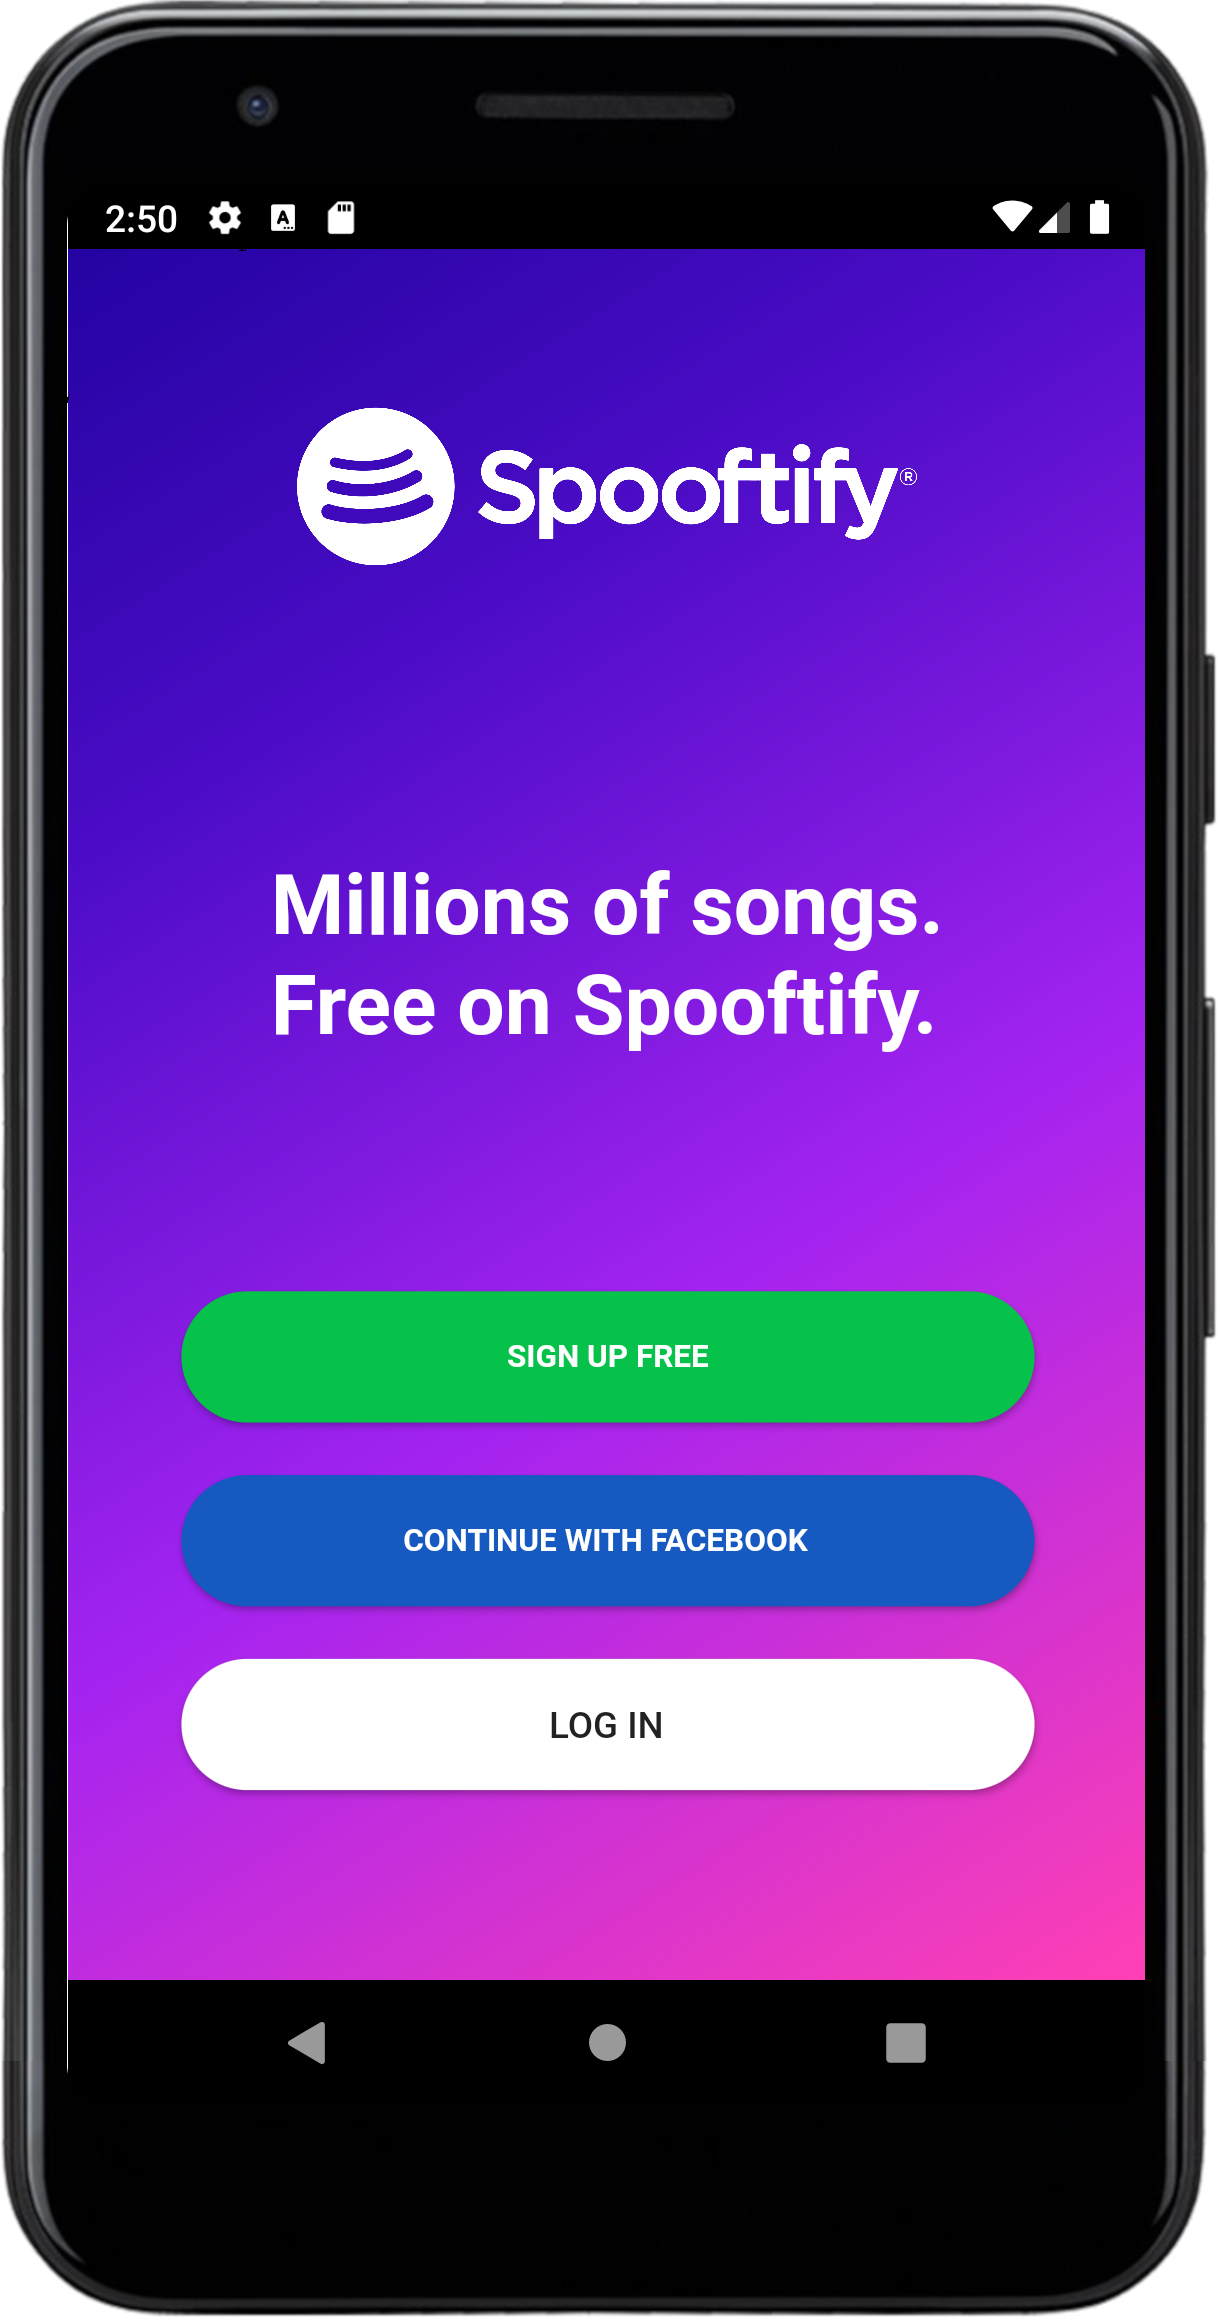 2:50
Spooftify®
Millions of songs.
Free on Spooftify.
SIGN UP FREE
CONTINUE WITH FACEBOOK
LOG IN